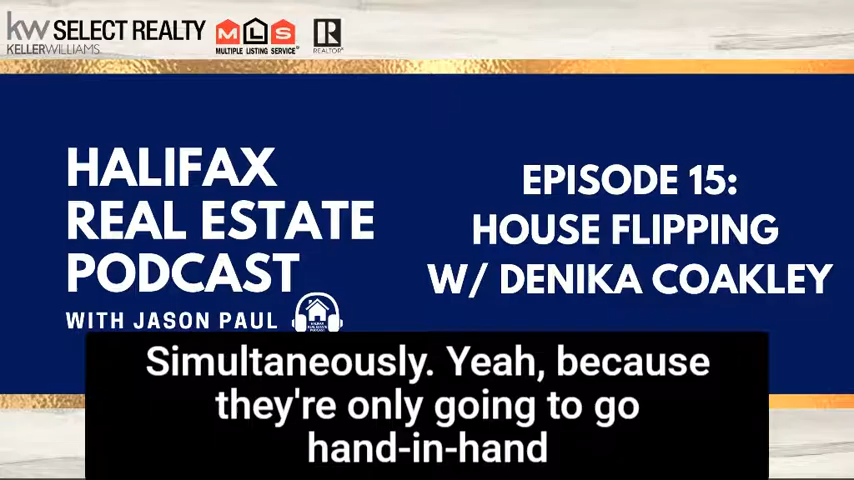 kw SELECT REALTY
KELLERWILLIAMS.
MLS
MULTIPLE LISTING SERVICE®
R
REALTOR®
HALIFAX
REAL ESTATE
PODCAST
WITH JASON PAUL
EPISODE 15:
HOUSE FLIPPING
W/ DENIKA COAKLEY
Simultaneously. Yeah, because
they're only going to go
hand-in-hand